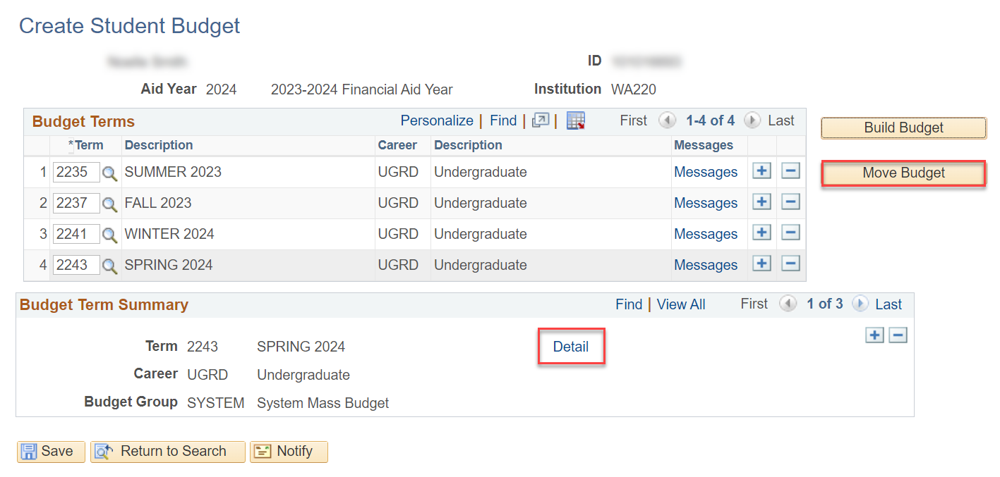 Create Student Budget
ID
Aid Year 2024 2023-2024 Financial Aid Year Institution WA220
Budget Terms Personalize | Find | | First 1-4 of 4 Last Build Budget
*Term Description Career Description Messages
1 2235 SUMMER 2023 UGRD Undergraduate Messages Move Budget
2 2237 FALL 2023 UGRD Undergraduate Messages
3 2241 WINTER 2024 UGRD Undergraduate Messages
4 2243 SPRING 2024 UGRD Undergraduate Messages
Budget Term Summary Find | View All First 1 of 3 Last
Term 2243 SPRING 2024 Detail
Career UGRD Undergraduate
Budget Group SYSTEM System Mass Budget
Save Return to Search Notify